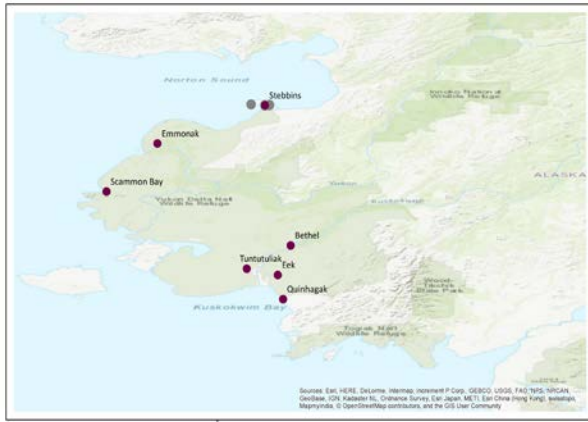 Norton Sound
Stebbins
Innoko National
Wildlife Refuge
Emmonak
ALASKA
Scammon Bay
Yukon Delta Natl
Wildlife Refuge
Yukon
Kuskokwim
Bethel
Tuntutuliak
Eek
Quinhagak
Kuskokwim Bay
Wood-
Tikchik State
Park
Togiak Natl
Wildlife Refuge
Sources: Esri, HERE, DeLorme, Intermap, increment P Corp., GEBCO, USGS, FAO, NPS, NRCAN,
GeoBase, IGN, Kadaster NL, Ordnance Survey, Esri Japan, METI, Esri China (Hong Kong), swisstopo,
MapmyIndia, © OpenStreetMap contributors, and the GIS User Community